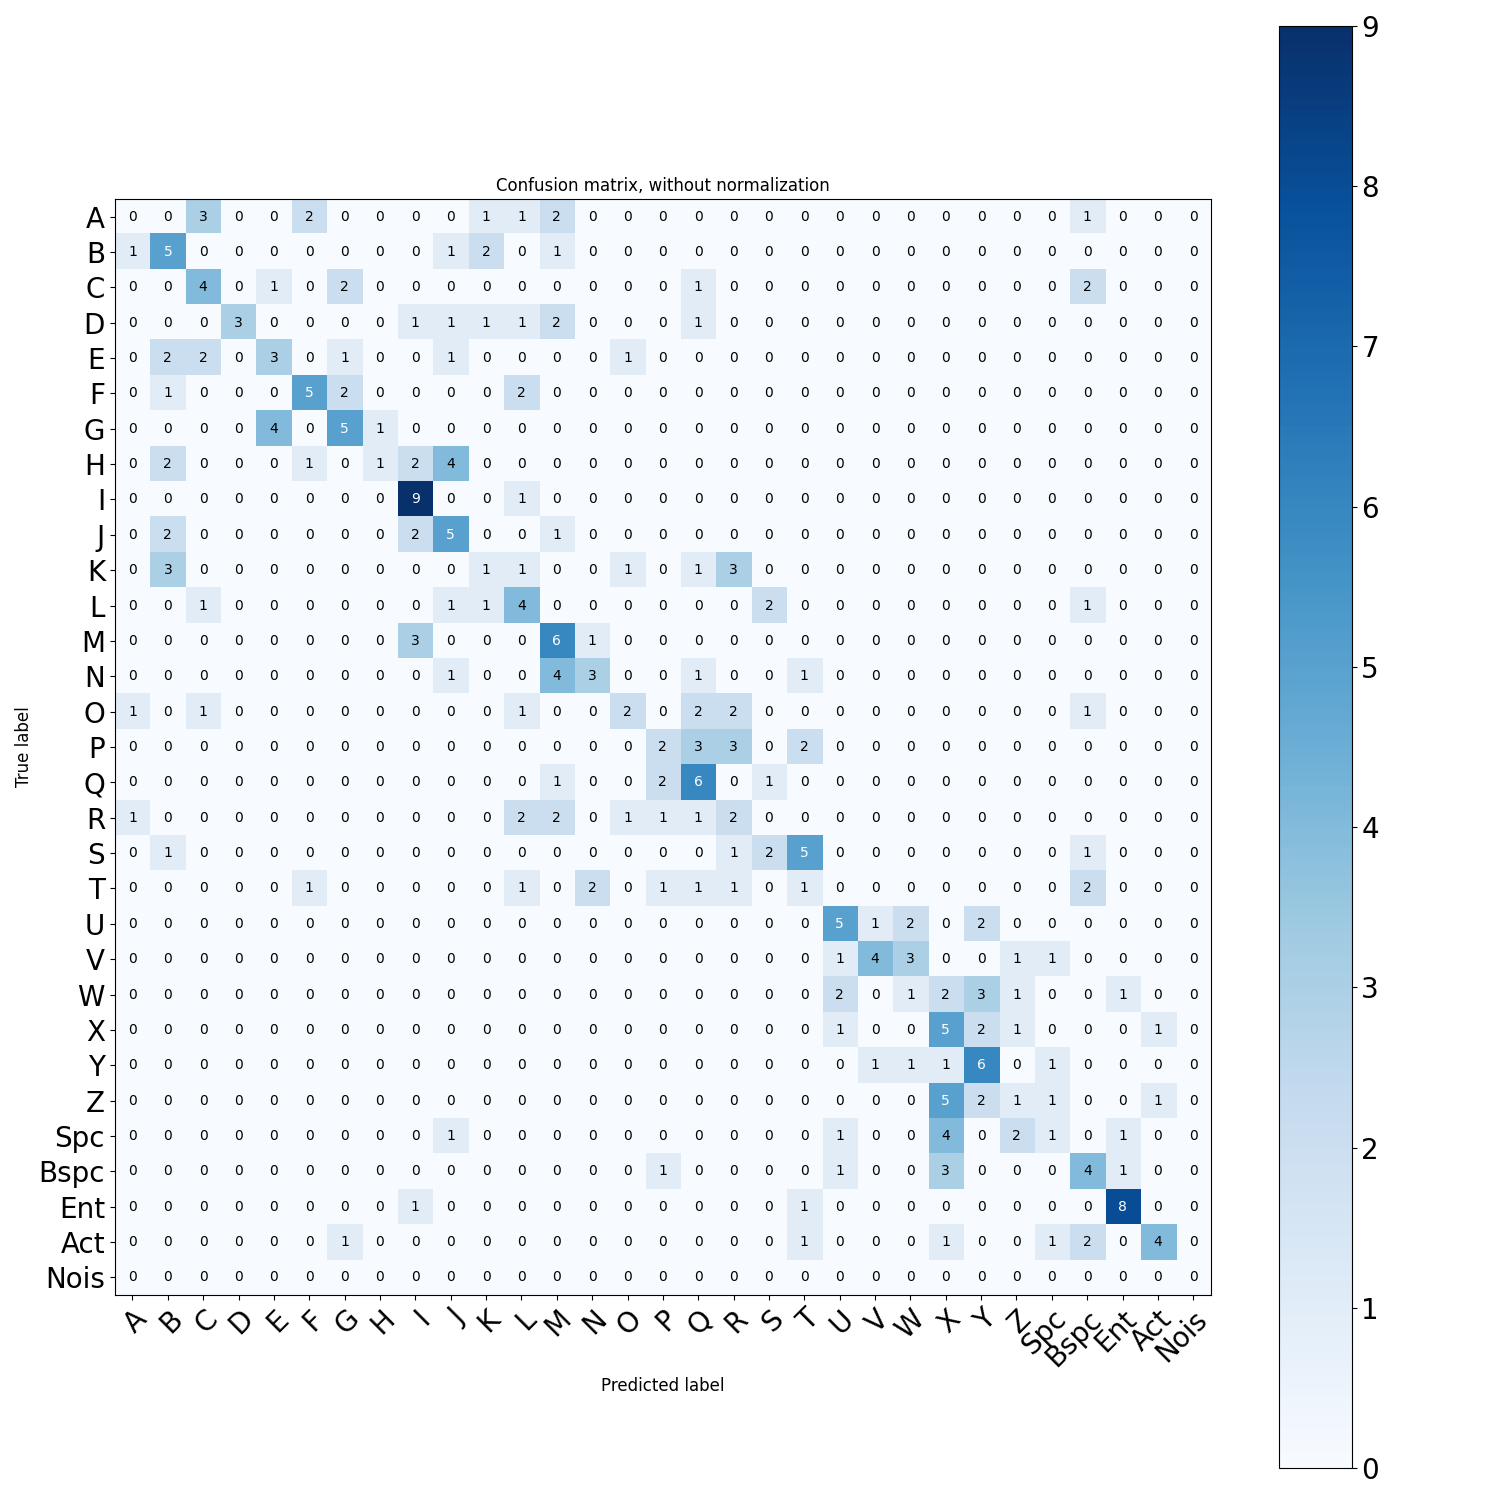 Confusion matrix, without normalization
A 0 0 3 0 0 2 0 0 0 0 1 1 2 0 0 0 0 0 0 0 0 0 0 0 0 0 0 1 0 0 0
B 1 5 0 0 0 0 0 0 0 1 2 0 1 0 0 0 0 0 0 0 0 0 0 0 0 0 0 0 0 0 0
C 0 0 4 0 1 0 2 0 0 0 0 0 0 0 0 0 1 0 0 0 0 0 0 0 0 0 0 2 0 0 0
D 0 0 0 3 0 0 0 0 1 1 1 1 2 0 0 0 1 0 0 0 0 0 0 0 0 0 0 0 0 0 0
E 0 2 2 0 3 0 1 0 0 1 0 0 0 0 1 0 0 0 0 0 0 0 0 0 0 0 0 0 0 0 0
F 0 1 0 0 0 5 2 0 0 0 0 2 0 0 0 0 0 0 0 0 0 0 0 0 0 0 0 0 0 0 0
G 0 0 0 0 4 0 5 1 0 0 0 0 0 0 0 0 0 0 0 0 0 0 0 0 0 0 0 0 0 0 0
H 0 2 0 0 0 1 0 1 2 4 0 0 0 0 0 0 0 0 0 0 0 0 0 0 0 0 0 0 0 0 0
I 0 0 0 0 0 0 0 0 9 0 0 1 0 0 0 0 0 0 0 0 0 0 0 0 0 0 0 0 0 0 0
J 0 2 0 0 0 0 0 0 2 5 0 0 1 0 0 0 0 0 0 0 0 0 0 0 0 0 0 0 0 0 0
K 0 3 0 0 0 0 0 0 0 0 1 1 0 0 1 0 1 3 0 0 0 0 0 0 0 0 0 0 0 0 0
L 0 0 1 0 0 0 0 0 0 1 1 4 0 0 0 0 0 0 2 0 0 0 0 0 0 0 0 1 0 0 0
M 0 0 0 0 0 0 0 0 3 0 0 0 6 1 0 0 0 0 0 0 0 0 0 0 0 0 0 0 0 0 0
N 0 0 0 0 0 0 0 0 0 1 0 0 4 3 0 0 1 0 0 1 0 0 0 0 0 0 0 0 0 0 0
O 1 0 1 0 0 0 0 0 0 0 0 1 0 0 2 0 2 2 0 0 0 0 0 0 0 0 0 1 0 0 0
P 0 0 0 0 0 0 0 0 0 0 0 0 0 0 0 2 3 3 0 2 0 0 0 0 0 0 0 0 0 0 0
Q 0 0 0 0 0 0 0 0 0 0 0 0 1 0 0 2 6 0 1 0 0 0 0 0 0 0 0 0 0 0 0
R 1 0 0 0 0 0 0 0 0 0 0 2 2 0 1 1 1 2 0 0 0 0 0 0 0 0 0 0 0 0 0
S 0 1 0 0 0 0 0 0 0 0 0 0 0 0 0 0 0 1 2 5 0 0 0 0 0 0 0 1 0 0 0
T 0 0 0 0 0 1 0 0 0 0 0 1 0 2 0 1 1 1 0 1 0 0 0 0 0 0 0 2 0 0 0
U 0 0 0 0 0 0 0 0 0 0 0 0 0 0 0 0 0 0 0 0 5 1 2 0 2 0 0 0 0 0 0
V 0 0 0 0 0 0 0 0 0 0 0 0 0 0 0 0 0 0 0 0 1 4 3 0 0 1 1 0 0 0 0
W 0 0 0 0 0 0 0 0 0 0 0 0 0 0 0 0 0 0 0 0 2 0 1 2 3 1 0 0 1 0 0
X 0 0 0 0 0 0 0 0 0 0 0 0 0 0 0 0 0 0 0 0 1 0 0 5 2 1 0 0 0 1 0
Y 0 0 0 0 0 0 0 0 0 0 0 0 0 0 0 0 0 0 0 0 0 1 1 1 6 0 1 0 0 0 0
Z 0 0 0 0 0 0 0 0 0 0 0 0 0 0 0 0 0 0 0 0 0 0 0 5 2 1 1 0 0 1 0
Spc 0 0 0 0 0 0 0 0 0 1 0 0 0 0 0 0 0 0 0 0 1 0 0 4 0 2 1 0 1 0 0
Bspc 0 0 0 0 0 0 0 0 0 0 0 0 0 0 0 1 0 0 0 0 1 0 0 3 0 0 0 4 1 0 0
Ent 0 0 0 0 0 0 0 0 1 0 0 0 0 0 0 0 0 0 0 1 0 0 0 0 0 0 0 0 8 0 0
Act 0 0 0 0 0 0 1 0 0 0 0 0 0 0 0 0 0 0 0 1 0 0 0 1 0 0 1 2 0 4 0
Nois 0 0 0 0 0 0 0 0 0 0 0 0 0 0 0 0 0 0 0 0 0 0 0 0 0 0 0 0 0 0 0
A B C D E F G H I J K L M N O P Q R S T U V W X Y Z Spc Bspc Ent Act Nois
Predicted label
True label
9
8
7
6
5
4
3
2
1
0